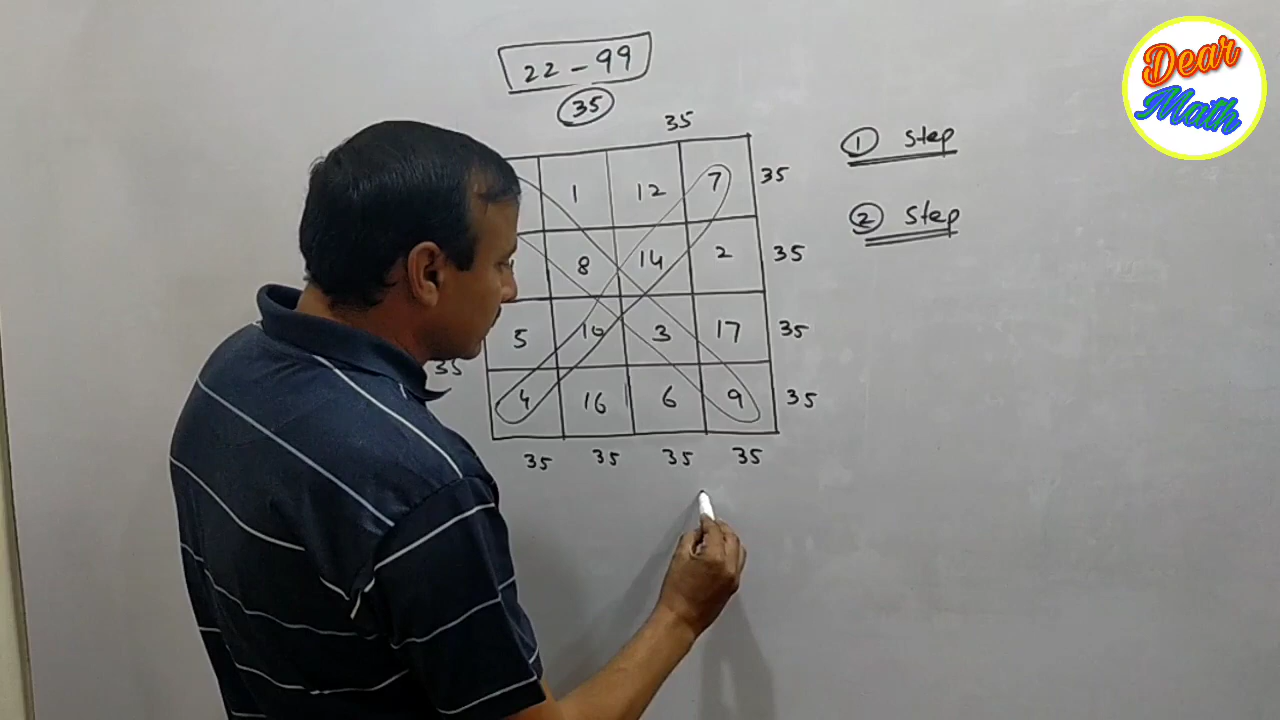 22 - 99
35
35
1 12 7 35
8 14 2 35
5 10 3 17 35
35
4 16 6 9 35
35 35 35 35
① Step
② Step
Dear
Math